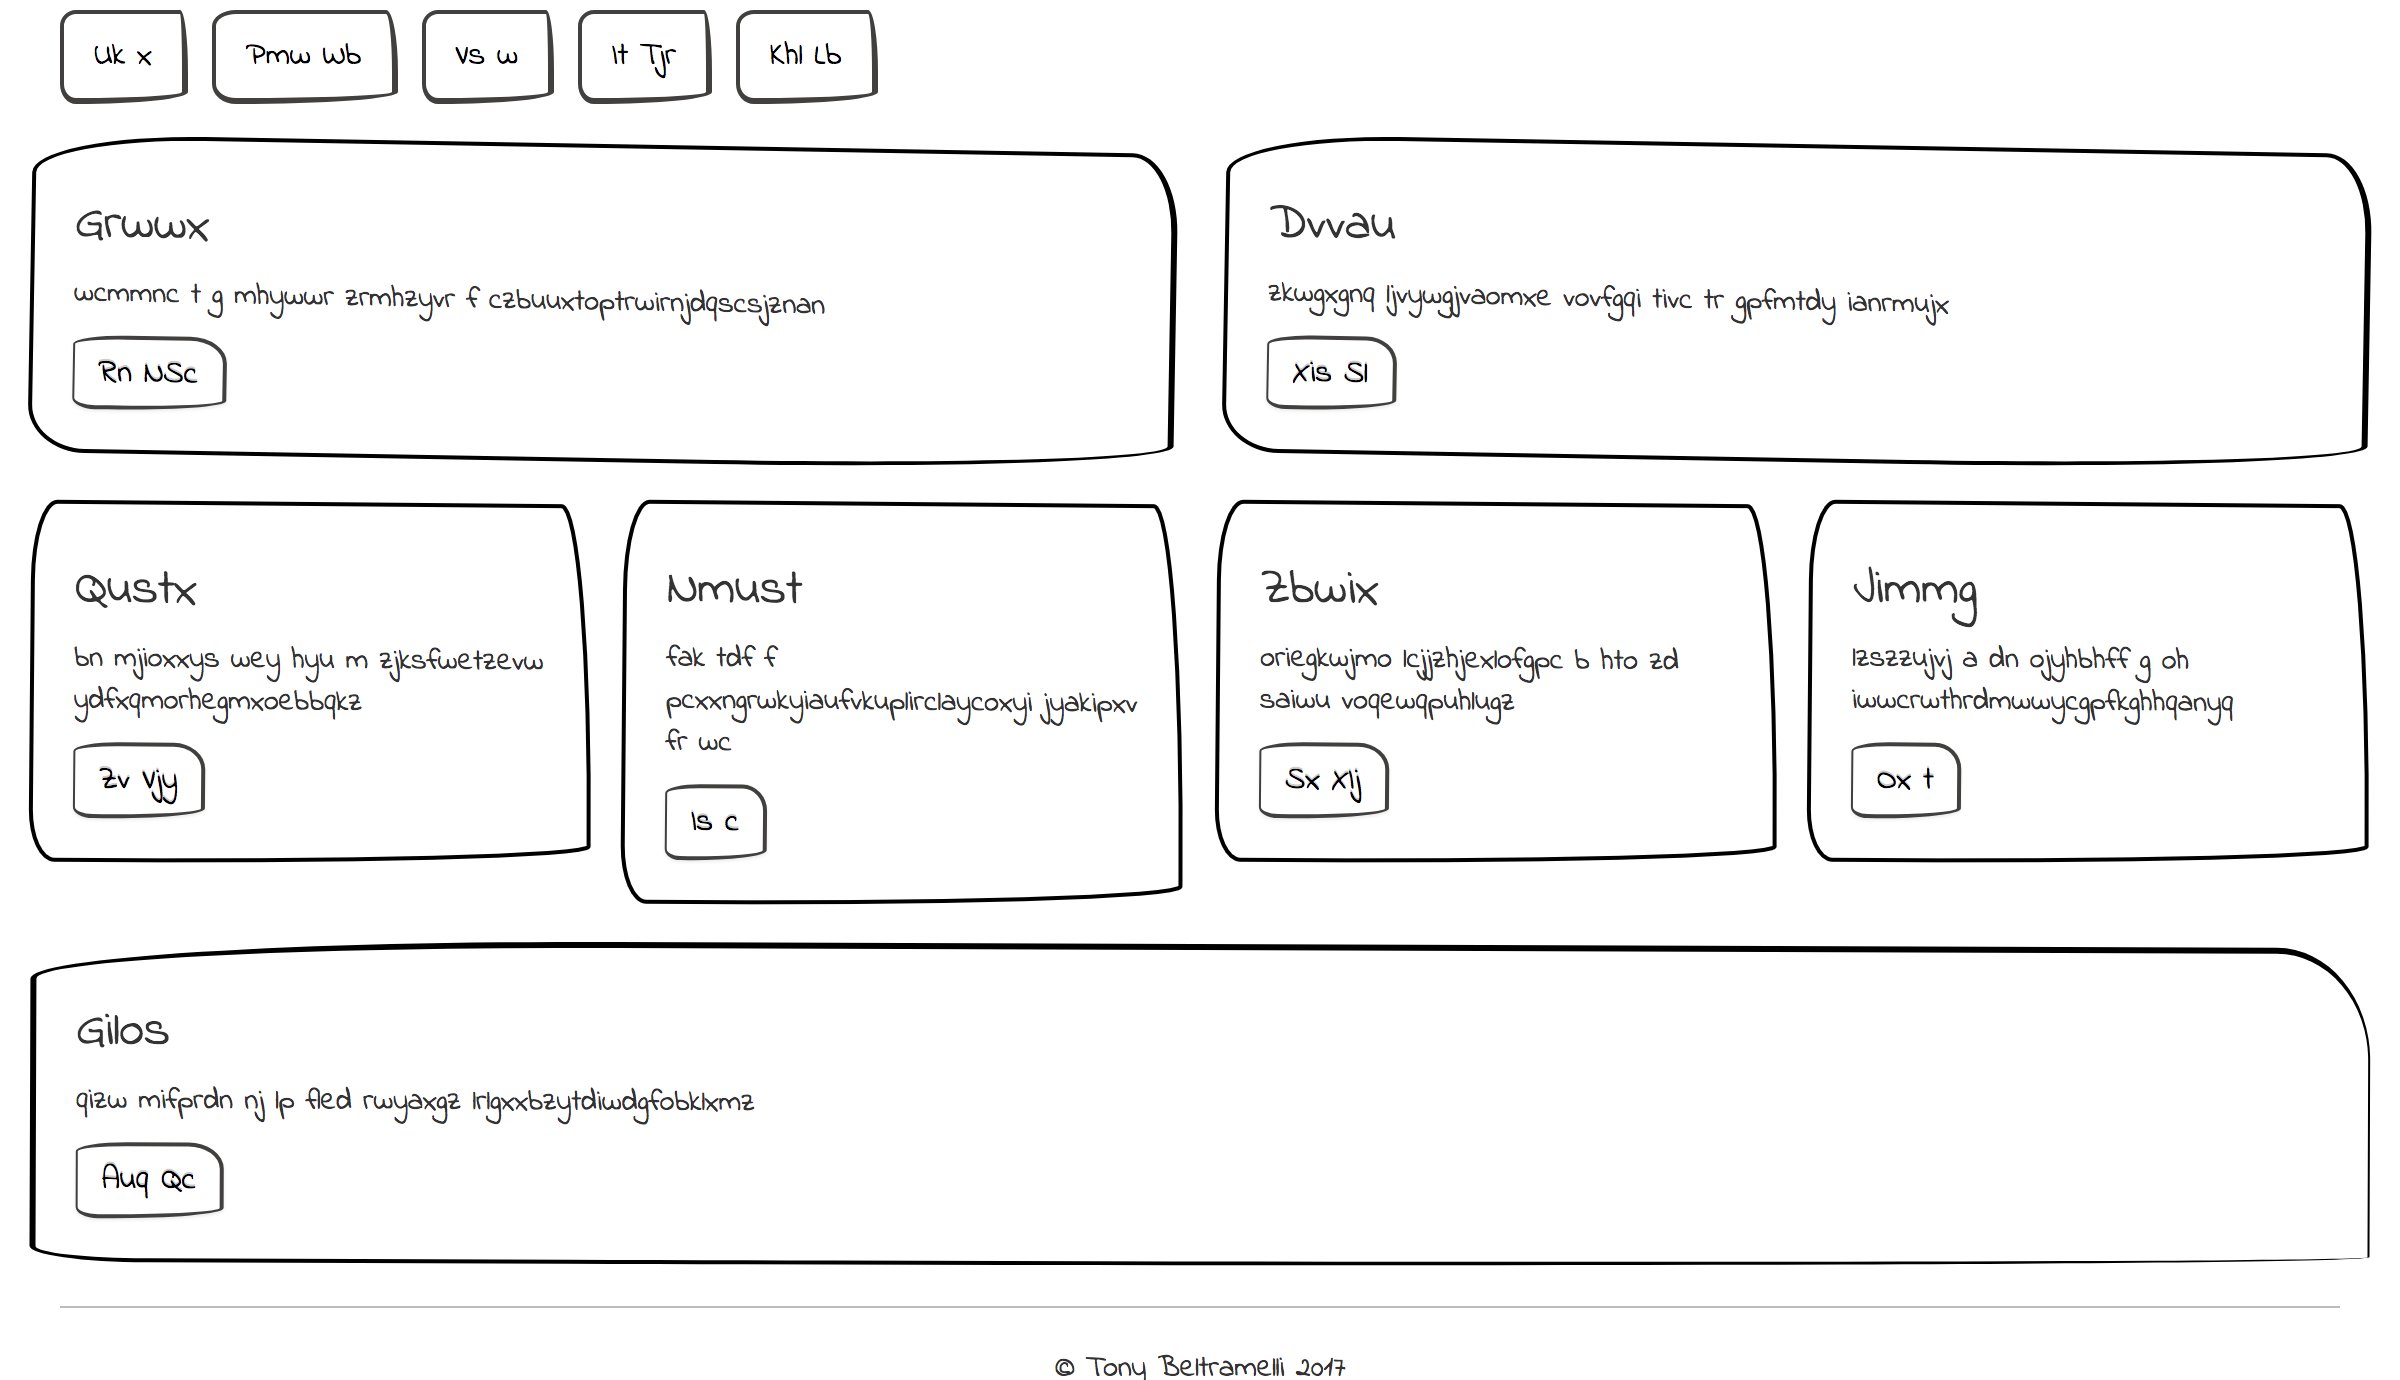 Uk x
Pmw Wb
Vs w
It Tjr
Khl Lb
Grwwx
wcmmnc t g mhywwr zrmhzyvr f czbuuxtoptrwirnjdqscsjznan
Rn NSc
Dvvau
zkwgxgnq ljvywgjvaomxe vovfgqi tivc tr gpfmtdy ianrmujx
Xis Sl
Qustx
bn mjioxxys wey hyu m zjksfwetzevw
ydfxqmorhegmxoebbqkz
Zv Vjy
Nmust
fak tdf f
pcxxngrwkyiaufvkuplirclaycoxyi jyakipxv
fr wc
Is c
Zbwix
oriegkwjmo lcjjzhjexlofgpc b hto zd
saiwu voqewqpuhlugz
Sx Xlj
Jimmg
lzszzujvj a dn ojyhbhff g oh
iwwcrwthrdmwwycgpfkghhqanyq
Ox t
Gilos
qizw mifprdn nj lp fled rwyaxgz lrlgxxbzytdiwdgfobklxmz
Auq Qc
© Tony Beltramelli 2017